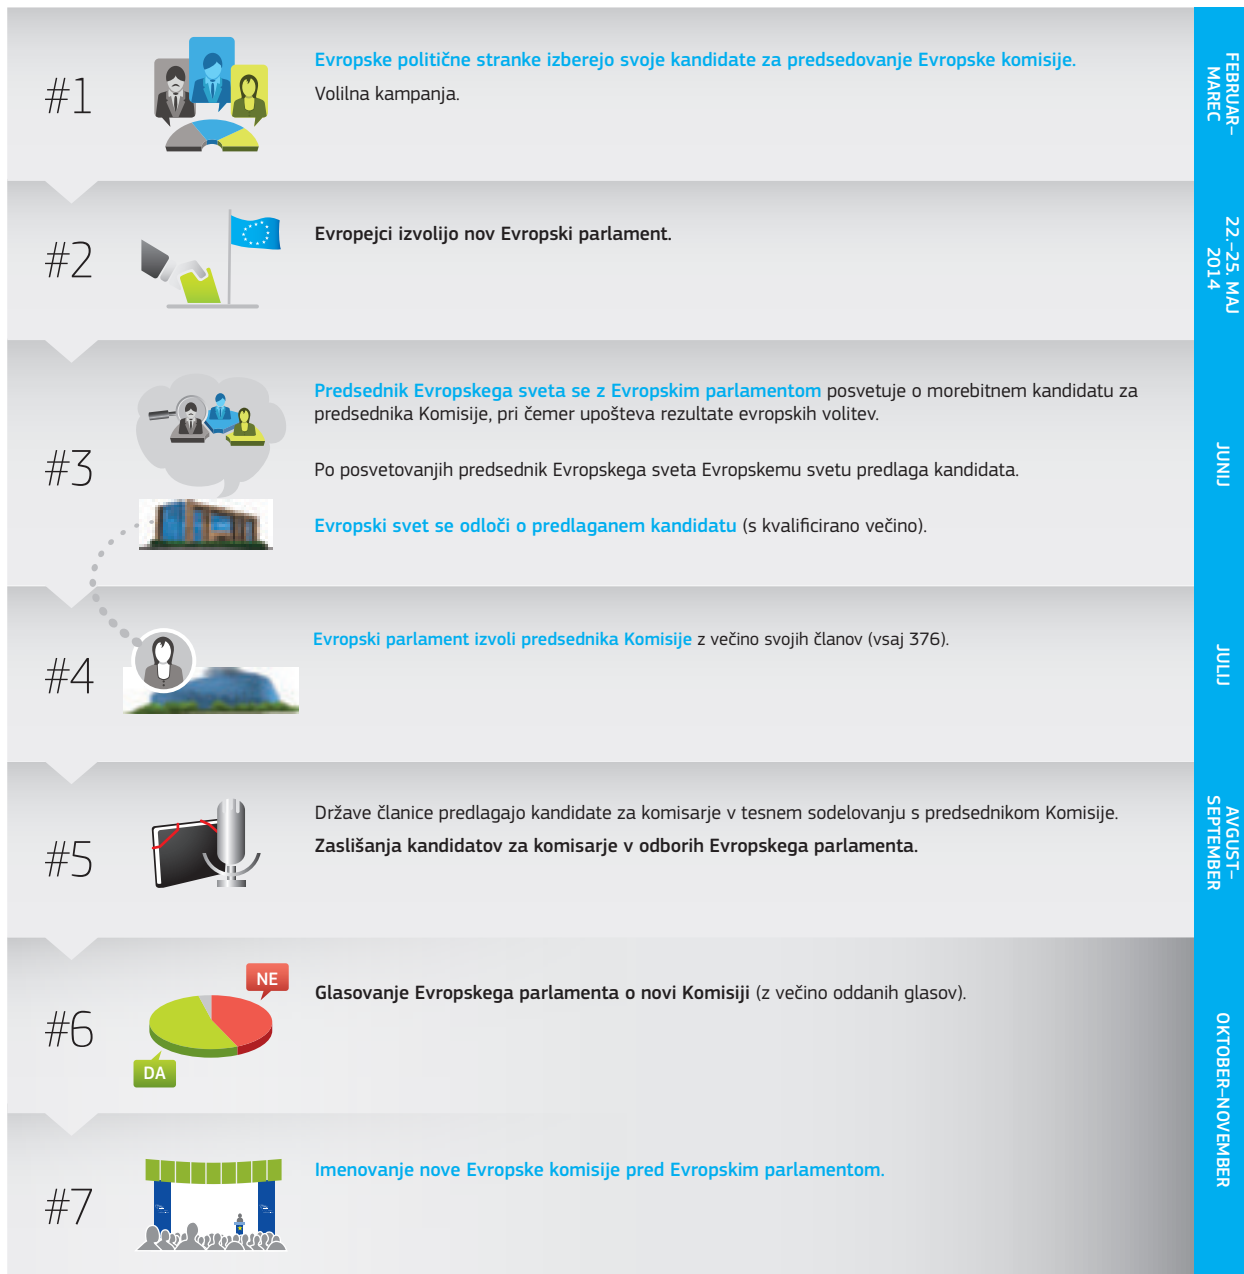 #1
Evropske politične stranke izberejo svoje kandidate za predsedovanje Evropske komisije.
Volilna kampanja.
FEBRUAR–
MAREC
#2
Evropejci izvolijo nov Evropski parlament.
22.–25. MAJ
2014
#3
Predsednik Evropskega sveta se z Evropskim parlamentom posvetuje o morebitnem kandidatu za
predsednika Komisije, pri čemer upošteva rezultate evropskih volitev.
Po posvetovanjih predsednik Evropskega sveta Evropskemu svetu predlaga kandidata.
Evropski svet se odloči o predlaganem kandidatu (s kvalificirano večino).
JUNIJ
#4
Evropski parlament izvoli predsednika Komisije z večino svojih članov (vsaj 376).
JULIJ
#5
Države članice predlagajo kandidate za komisarje v tesnem sodelovanju s predsednikom Komisije.
Zaslišanja kandidatov za komisarje v odborih Evropskega parlamenta.
AVGUST–
SEPTEMBER
#6
NE
DA
Glasovanje Evropskega parlamenta o novi Komisiji (z večino oddanih glasov).
OKTOBER–NOVEMBER
#7
Imenovanje nove Evropske komisije pred Evropskim parlamentom.